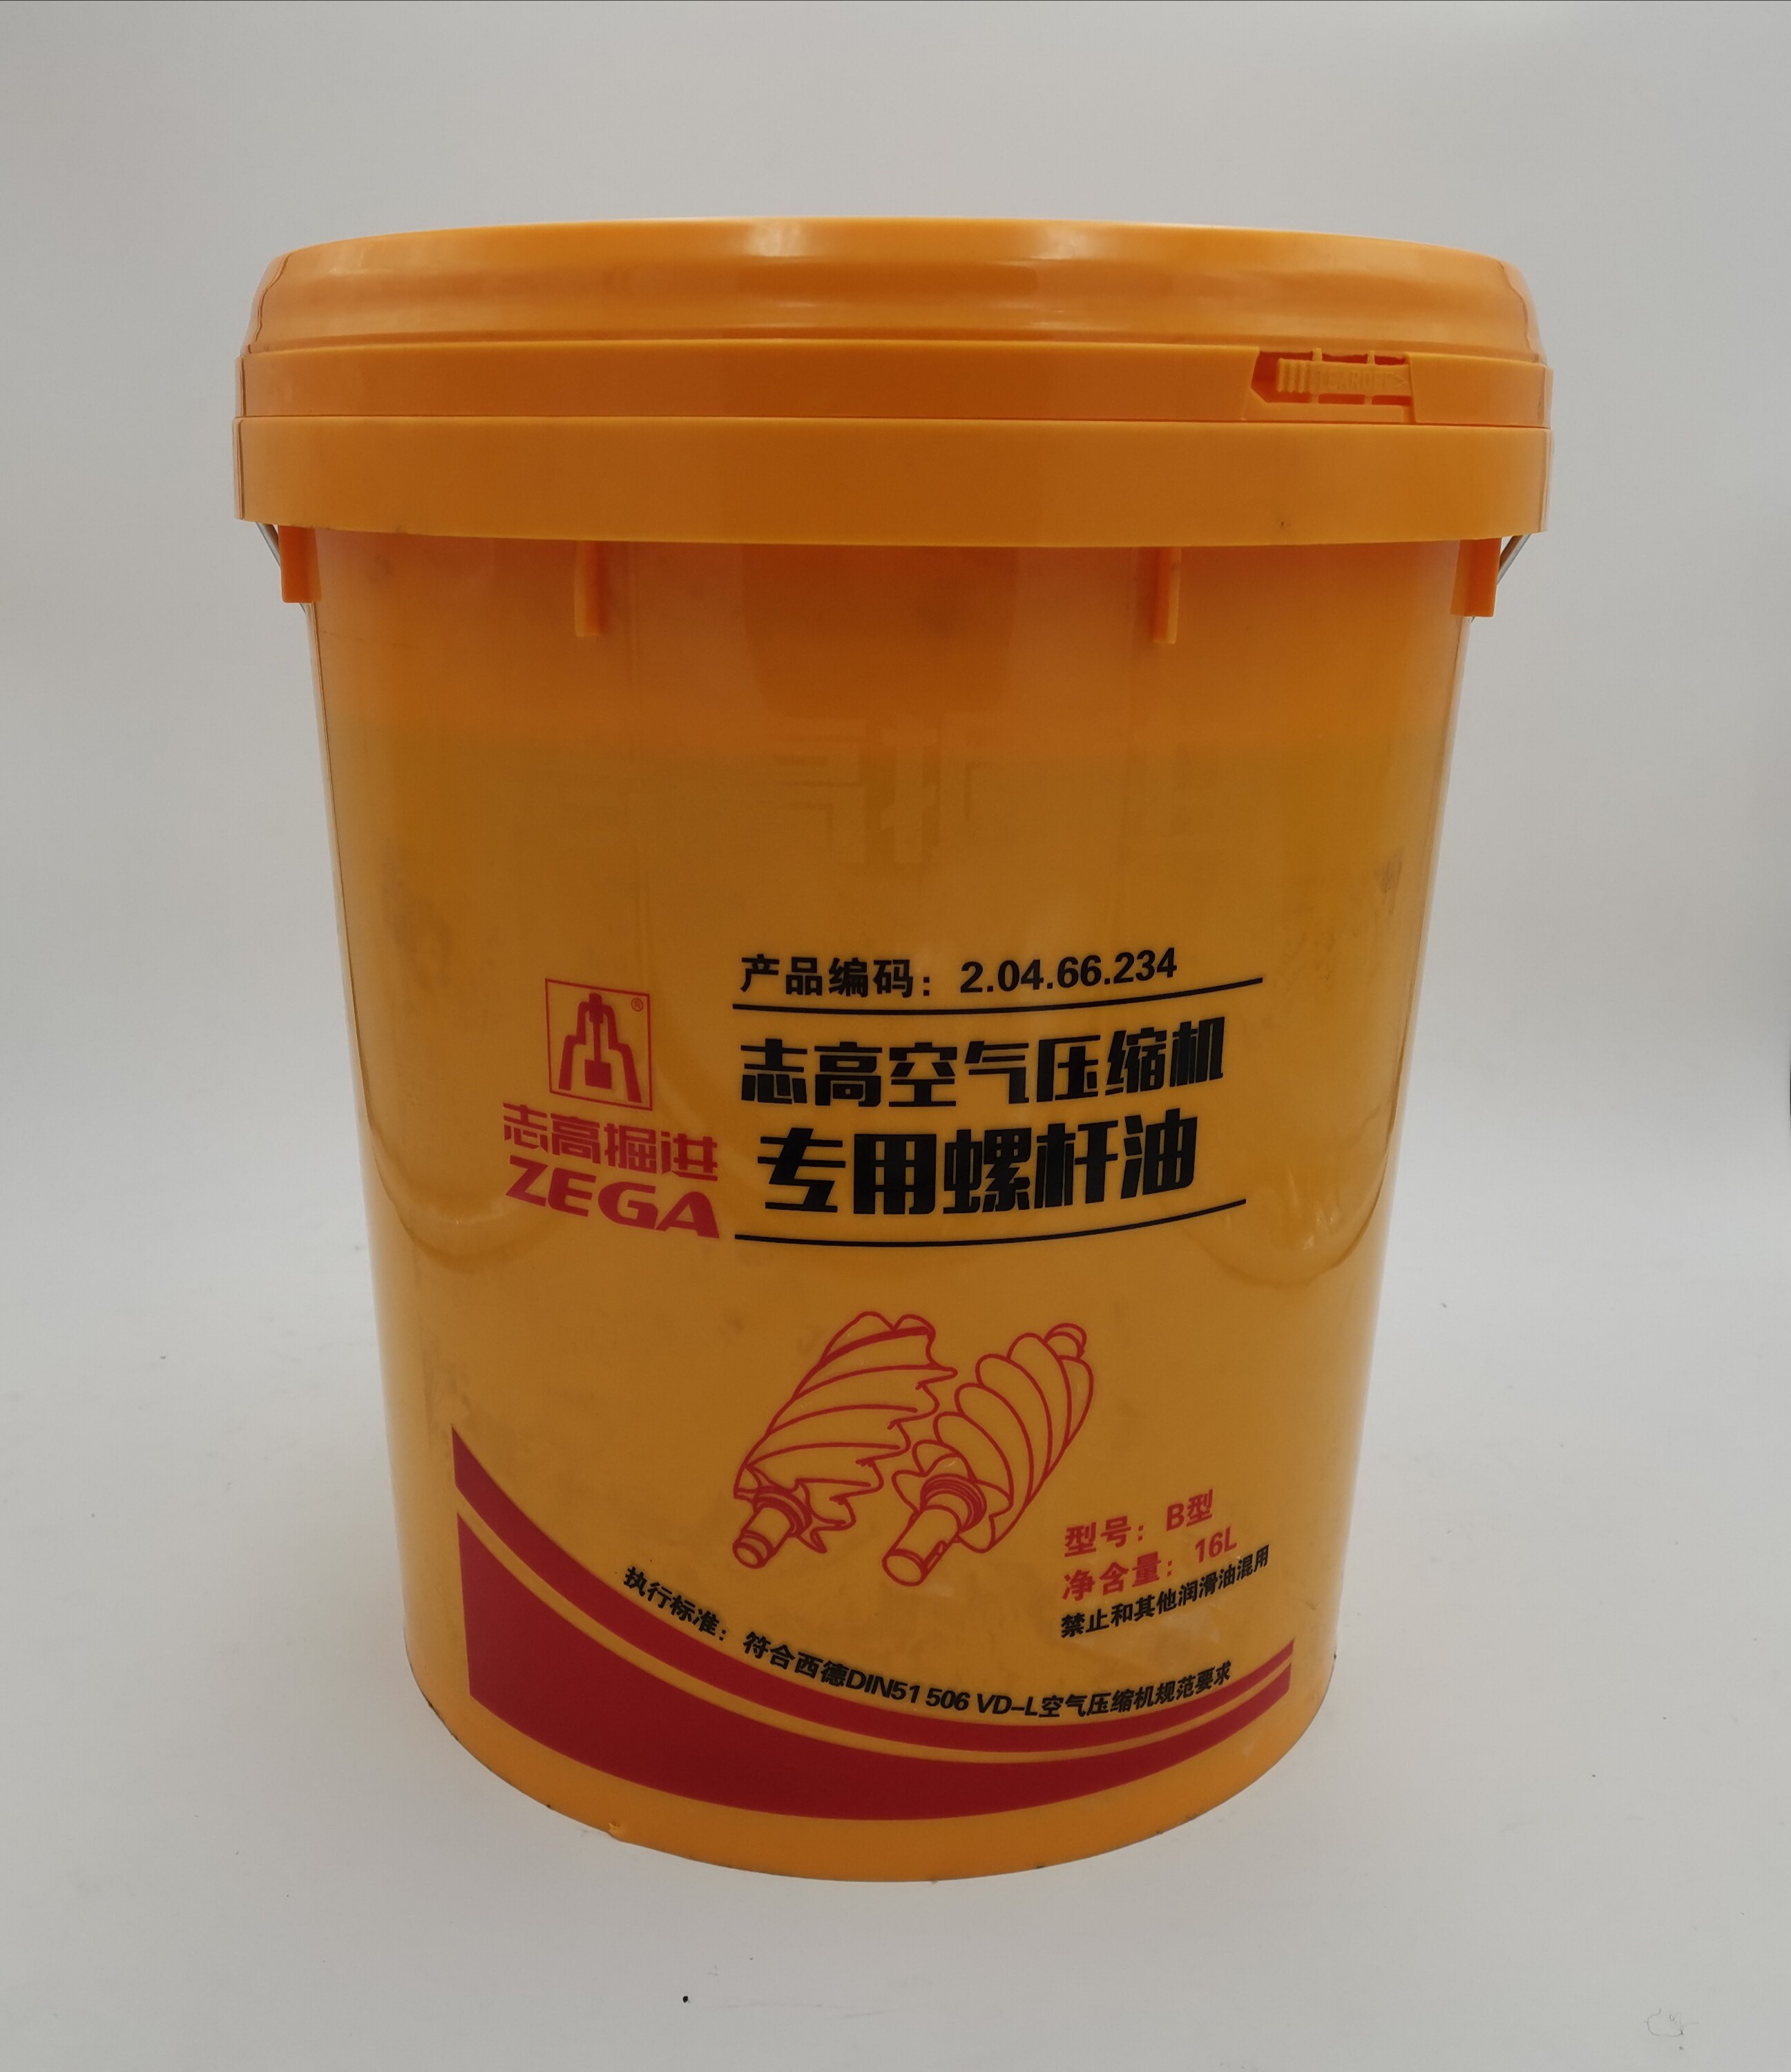 产品编码：2.04.66.234
志高空气压缩机
专用螺杆油
®
志高掘进
ZEGA
型号：B型
净含量：16L
禁止和其他润滑油混用
执行标准：符合西德DIN51 506 VD-L空气压缩机规范要求